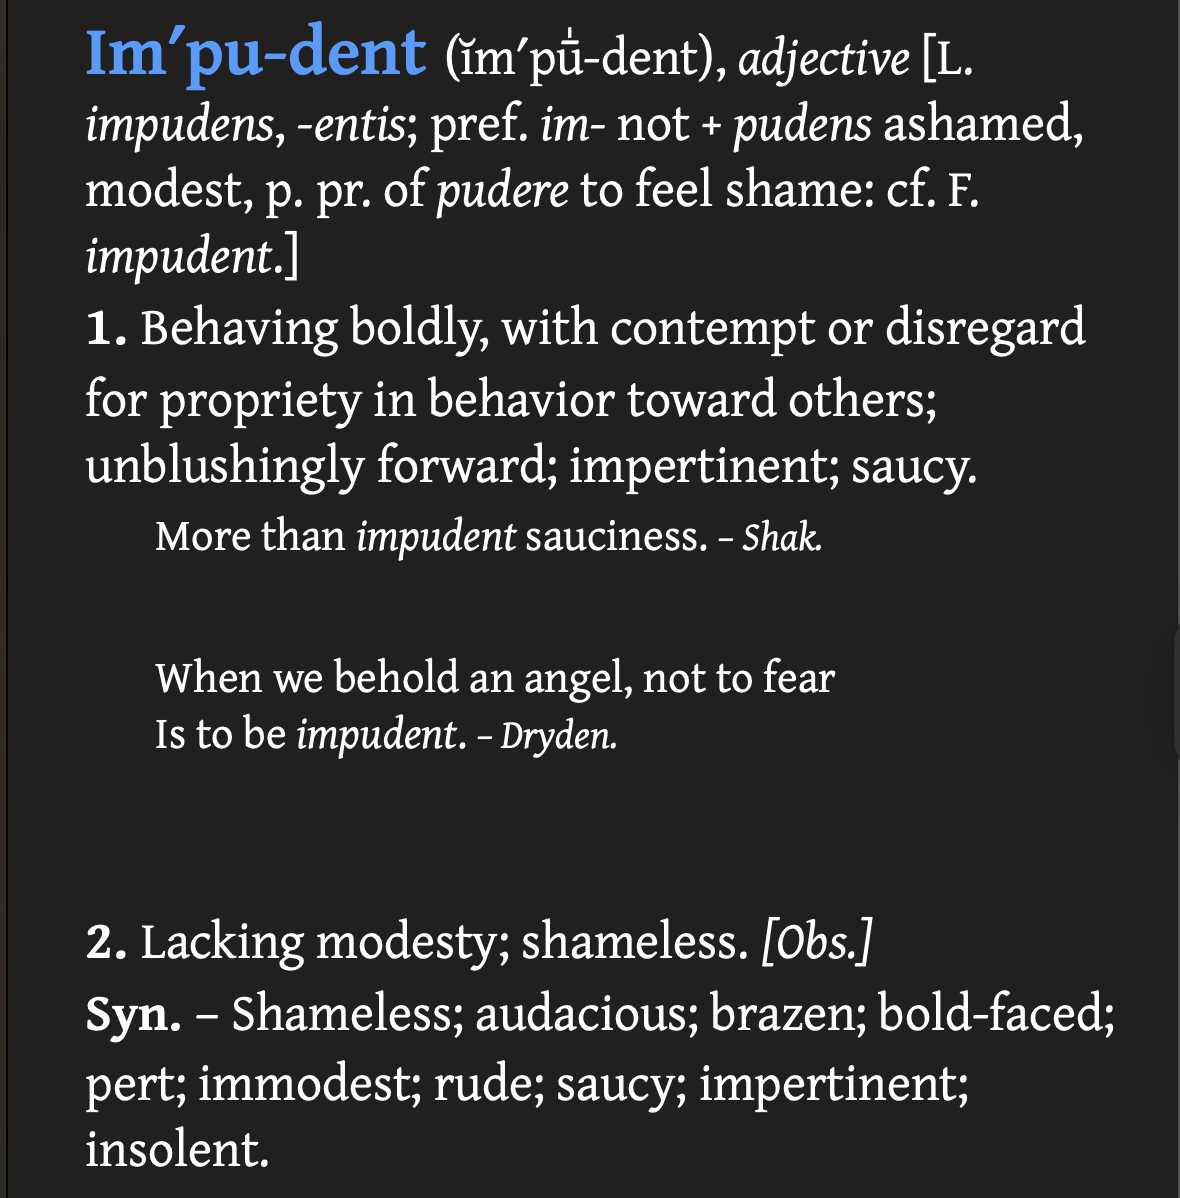 Im′pu-dent (ĭm′pū̍-dent), adjective [L.
impudens, -entis; pref. im- not + pudens ashamed,
modest, p. pr. of pudere to feel shame: cf. F.
impudent.]
1. Behaving boldly, with contempt or disregard
for propriety in behavior toward others;
unblushingly forward; impertinent; saucy.
More than impudent sauciness. – Shak.
When we behold an angel, not to fear
Is to be impudent. – Dryden.
2. Lacking modesty; shameless. [Obs.]
Syn. – Shameless; audacious; brazen; bold-faced;
pert; immodest; rude; saucy; impertinent;
insolent.